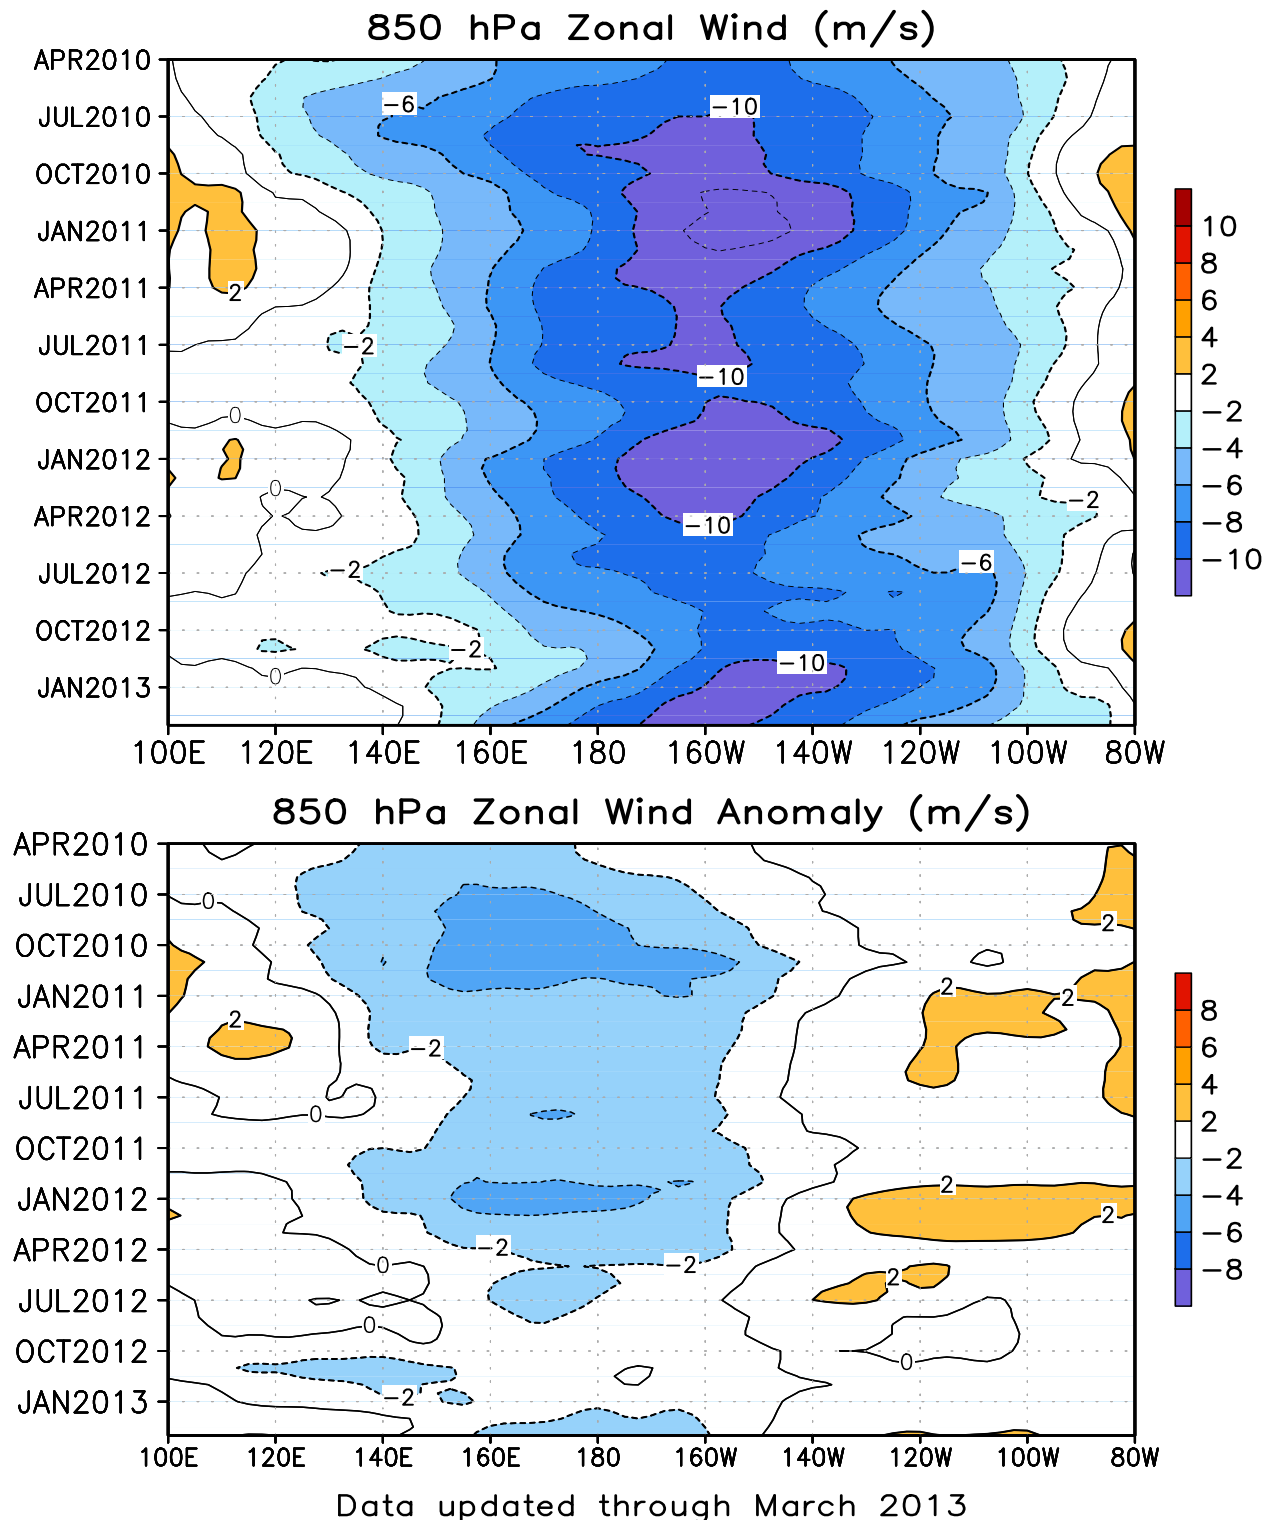 850 hPa Zonal Wind (m/s)
APR2010
JUL2010
OCT2010
JAN2011
APR2011
JUL2011
OCT2011
JAN2012
APR2012
JUL2012
OCT2012
JAN2013
−6
−10
2
−2
−10
0
0
−10
−2
−2
−6
−2
−10
0
100E 120E 140E 160E 180 160W 140W 120W 100W 80W
10
8
6
4
2
−2
−4
−6
−8
−10
850 hPa Zonal Wind Anomaly (m/s)
APR2010
JUL2010
OCT2010
JAN2011
APR2011
JUL2011
OCT2011
JAN2012
APR2012
JUL2012
OCT2012
JAN2013
0
2
2
2
2
−2
0
2
2
−2
−2
0
2
0
0
−2
100E 120E 140E 160E 180 160W 140W 120W 100W 80W
8
6
4
2
−2
−4
−6
−8
Data updated through March 2013